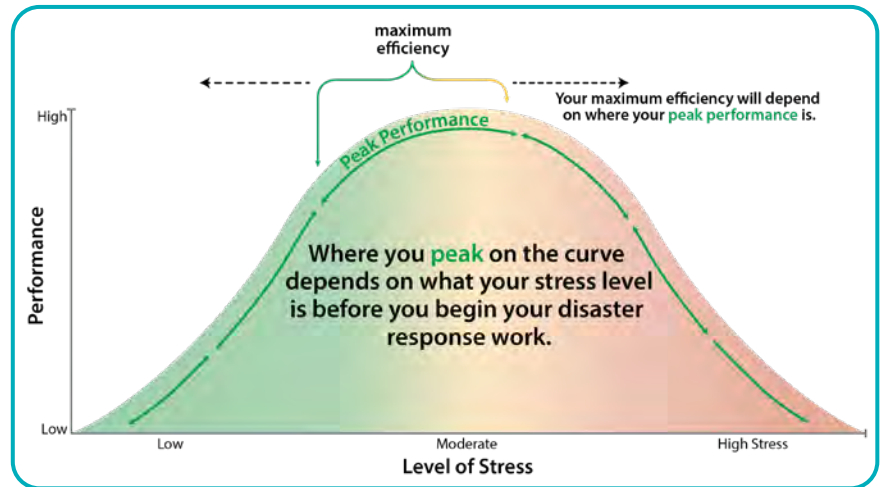 maximum
efficiency
Your maximum efficiency will depend
on where your peak performance is.
High
Peak Performance
Performance
Where you peak on the curve
depends on what your stress level
is before you begin your disaster
response work.
Low
Low
Moderate
High Stress
Level of Stress